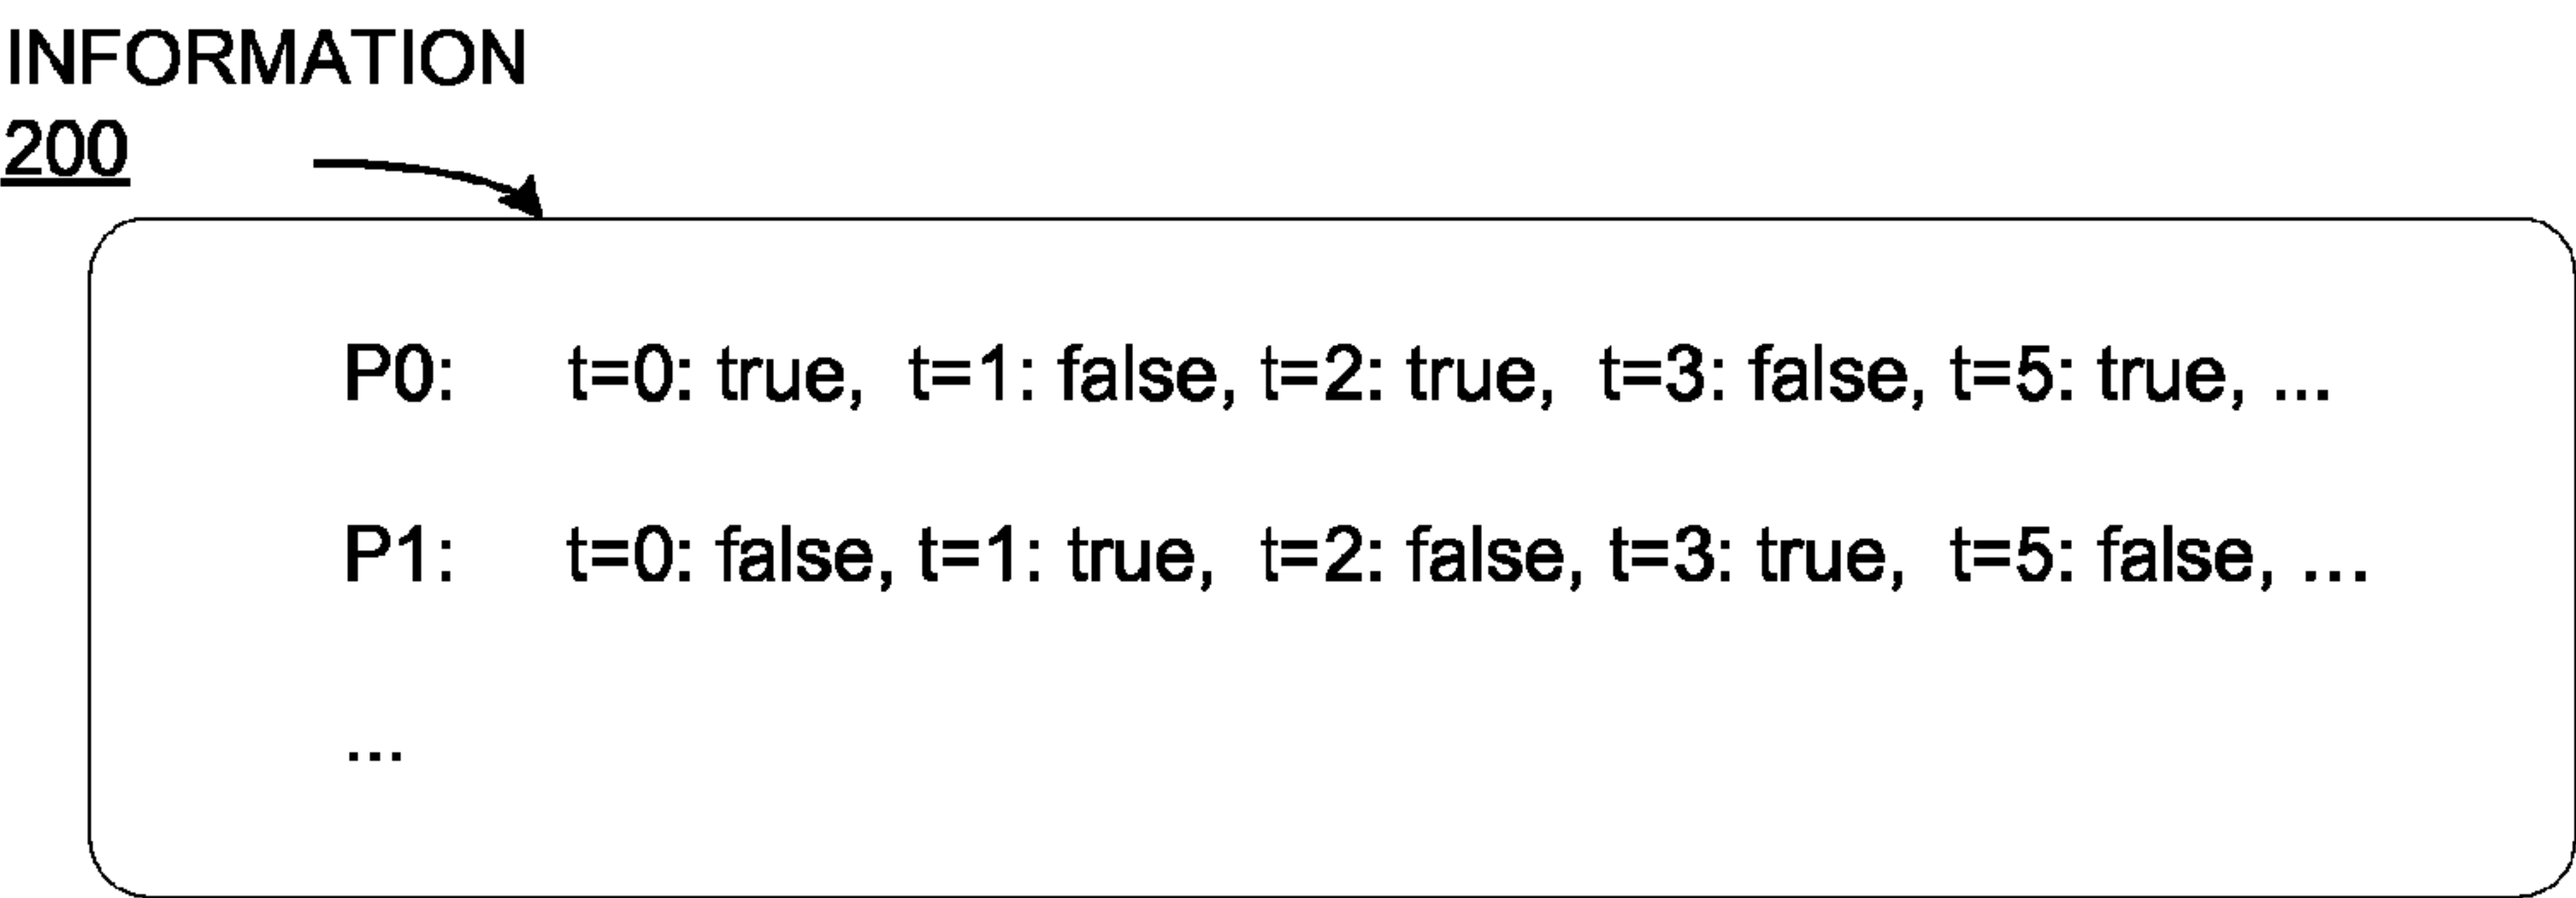 INFORMATION
200
P0: t=0: true, t=1: false, t=2: true, t=3: false, t=5: true, ...
P1: t=0: false, t=1: true, t=2: false, t=3: true, t=5: false, ...
...